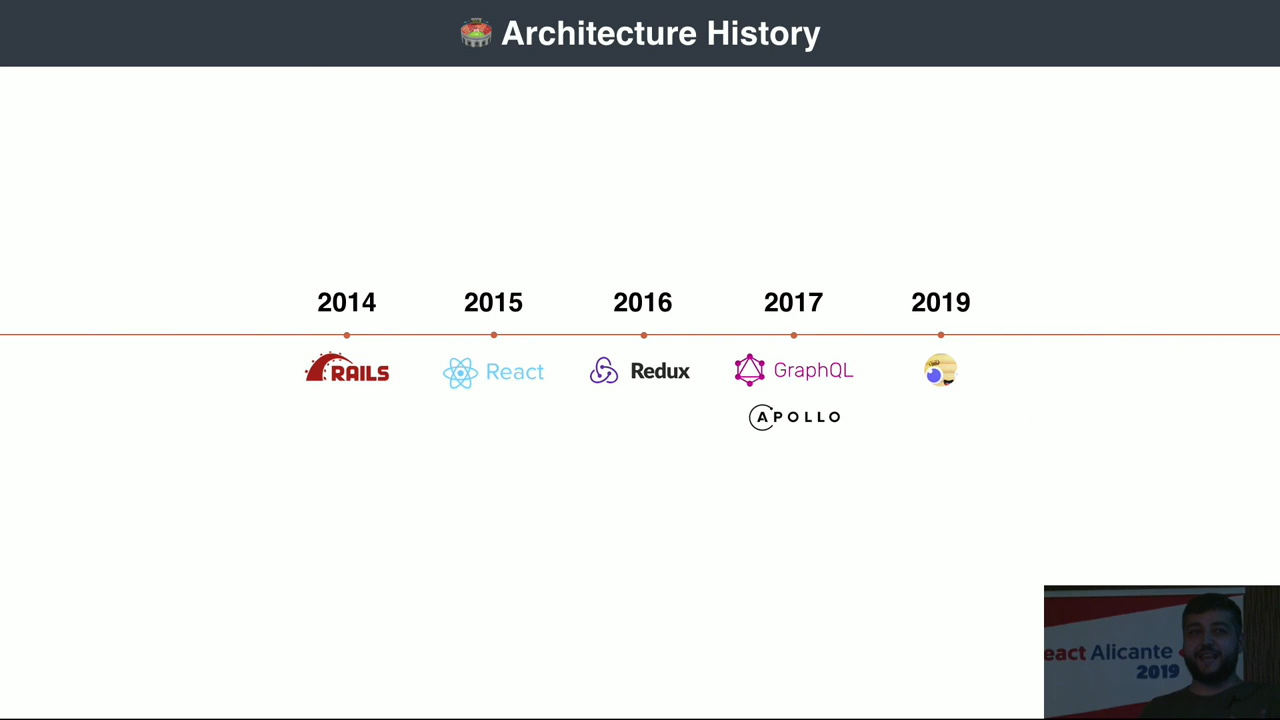 Architecture History
2014 2015 2016 2017 2019
RAILS React Redux GraphQL
APOLLO
eact Alicante
2019